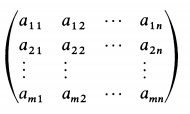 a₁₁ a₁₂ ⋯ a₁ₙ
a₂₁ a₂₂ ⋯ a₂ₙ
⋮ ⋮ ⋮
aₘ₁ aₘ₂ ⋯ aₘₙ